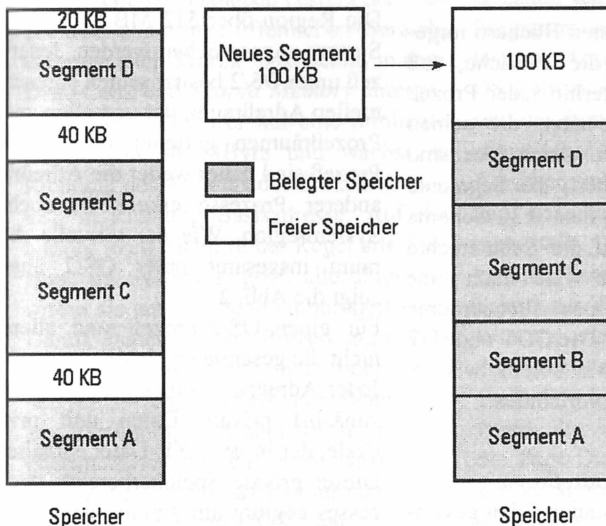 20 KB
Segment D
40 KB
Segment B
Segment C
40 KB
Segment A
Speicher
Neues Segment
100 KB
Belegter Speicher
Freier Speicher
100 KB
Segment D
Segment C
Segment B
Segment A
Speicher